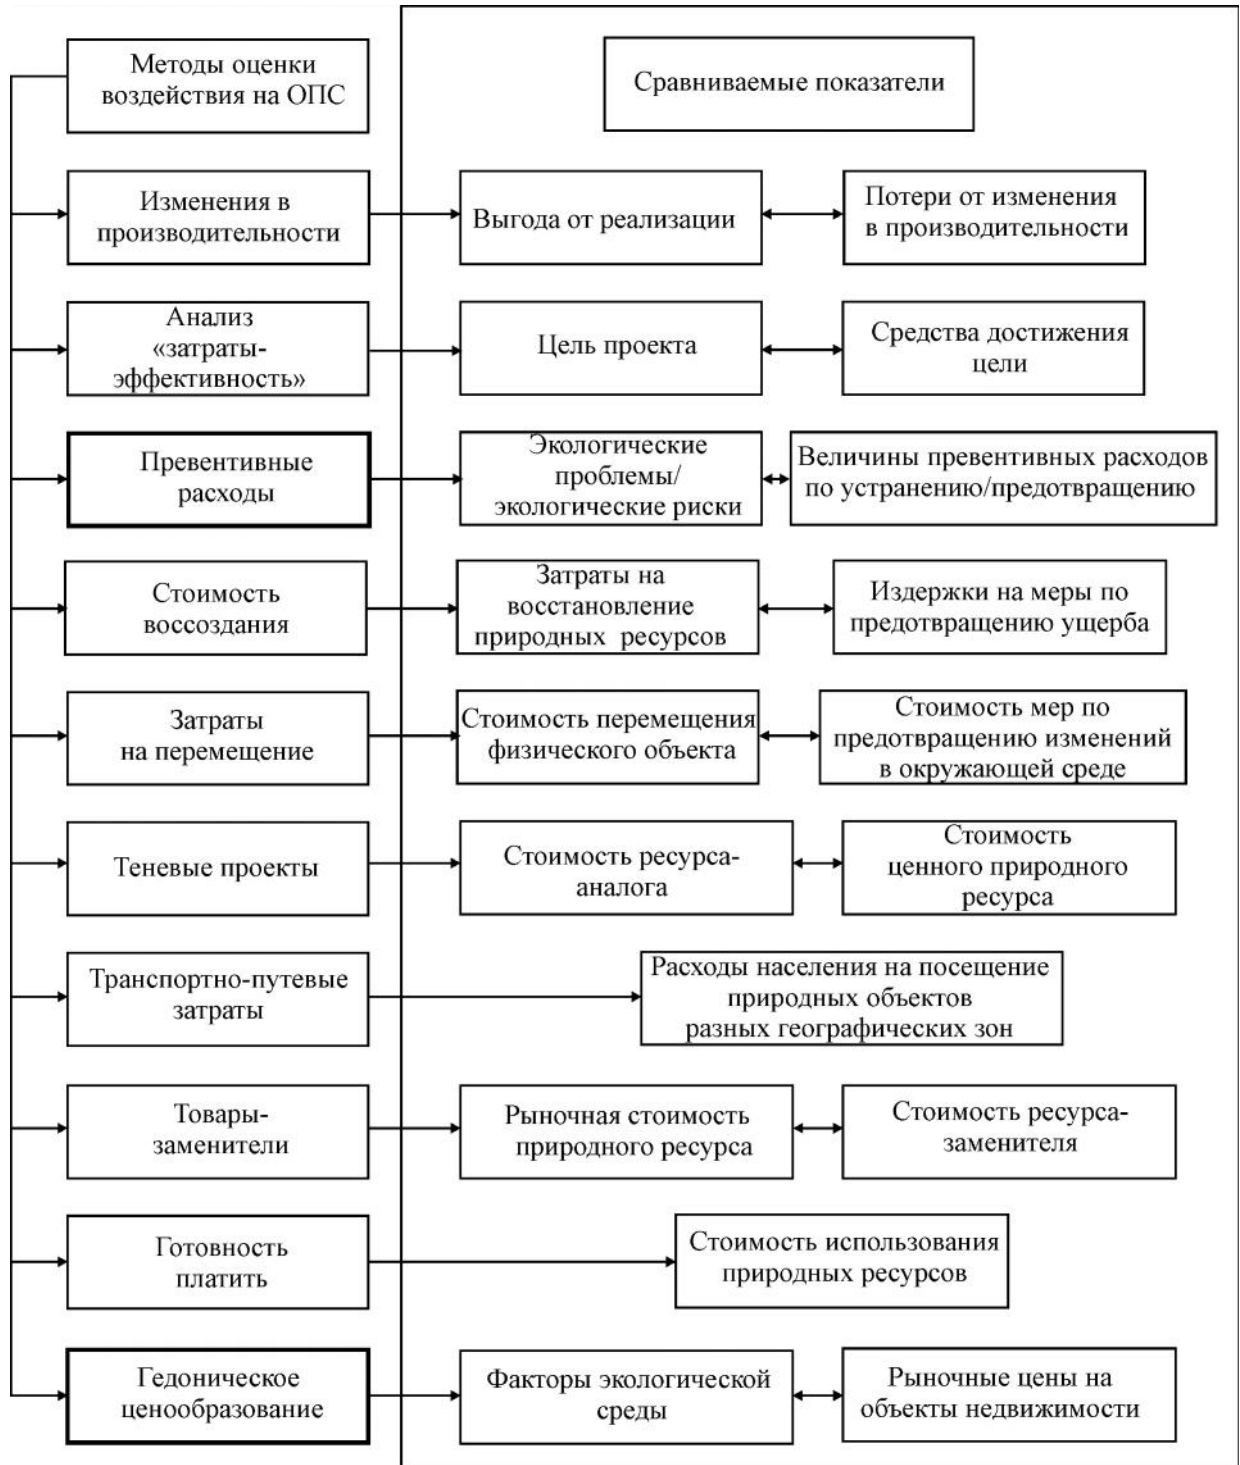 Методы оценки
воздействия на ОПС
Сравниваемые показатели
Изменения в
производительности
Выгода от реализации
Потери от изменения
в производительности
Анализ
«затраты-
эффективность»
Цель проекта
Средства достижения
цели
Превентивные
расходы
Экологические
проблемы/
экологические риски
Величины превентивных расходов
по устранению/предотвращению
Стоимость
воссоздания
Затраты на
восстановление
природных ресурсов
Издержки на меры по
предотвращению ущерба
Затраты
на перемещение
Стоимость перемещения
физического объекта
Стоимость мер по
предотвращению изменений
в окружающей среде
Теневые проекты
Стоимость ресурса-
аналога
Стоимость
ценного природного
ресурса
Транспортно-путевые
затраты
Расходы населения на посещение
природных объектов
разных географических зон
Товары-
заменители
Рыночная стоимость
природного ресурса
Стоимость ресурса-
заменителя
Готовность
платить
Стоимость использования
природных ресурсов
Гедоническое
ценообразование
Факторы экологической
среды
Рыночные цены на
объекты недвижимости